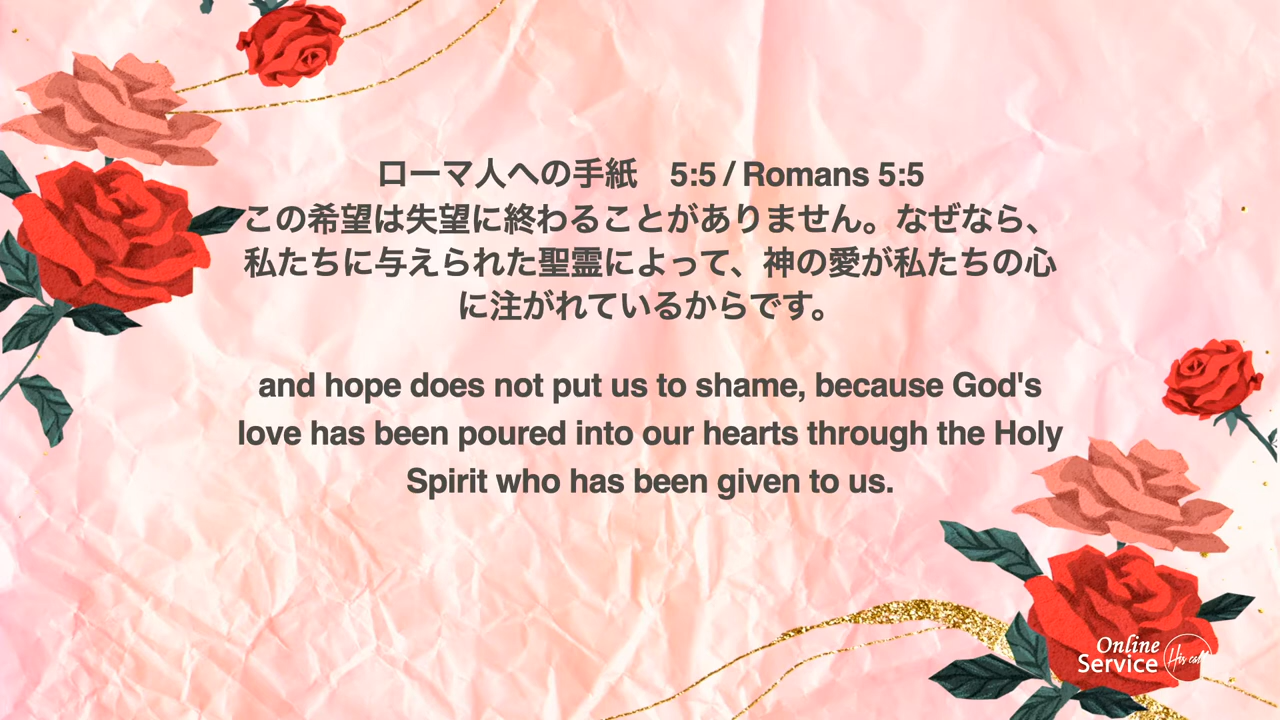 ローマ人への手紙　5:5 / Romans 5:5
この希望は失望に終わることがありません。なぜなら、
私たちに与えられた聖霊によって、神の愛が私たちの心
に注がれているからです。
and hope does not put us to shame, because God's
love has been poured into our hearts through the Holy
Spirit who has been given to us.
Online
Service
His call